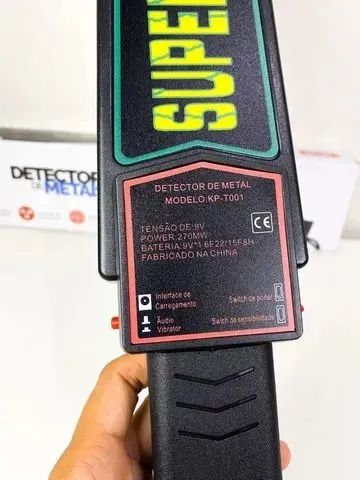 SUPER
DETECTOR
DE METAL
DETECTOR DE METAL
MODELO:KP-T001
TENSÃO DE:9V
POWER:270MW
BATERIA:9V*1 6F22/15F8H
FABRICADO NA CHINA
CE
Interface de
Carregamento
Switch de poder
Áudio
Vibrator
Switch de sensibilidade